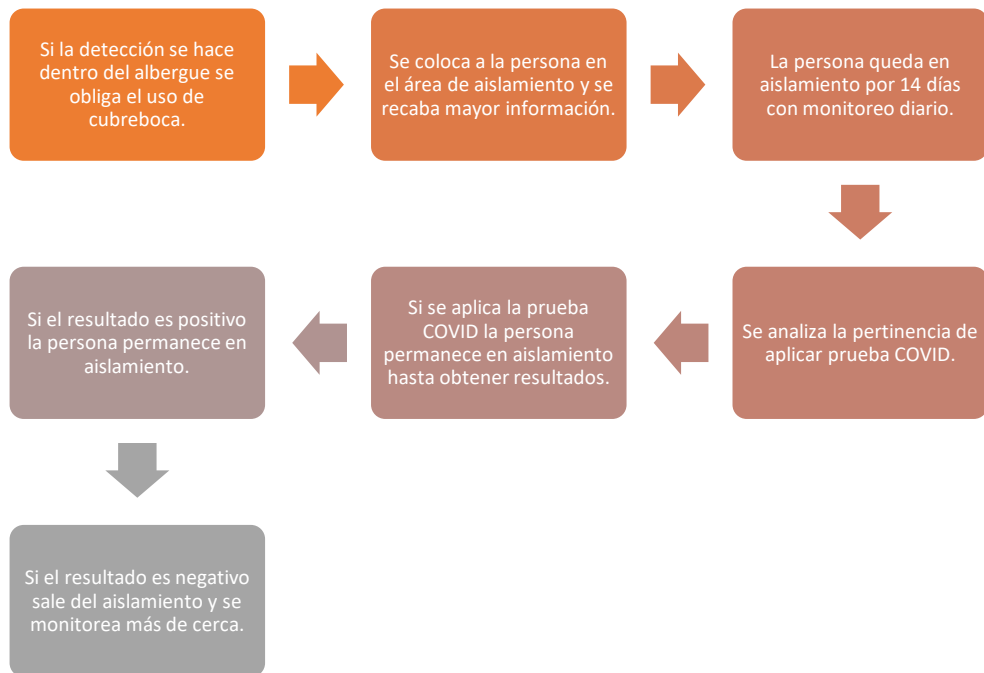 Si la detección se hace
dentro del albergue se
obliga el uso de
cubreboca.
Se coloca a la persona en
el área de aislamiento y se
recaba mayor información.
La persona queda en
aislamiento por 14 días
con monitoreo diario.
Se analiza la pertinencia de
aplicar prueba COVID.
Si se aplica la prueba
COVID la persona
permanece en aislamiento
hasta obtener resultados.
Si el resultado es positivo
la persona permanece en
aislamiento.
Si el resultado es negativo
sale del aislamiento y se
monitorea más de cerca.